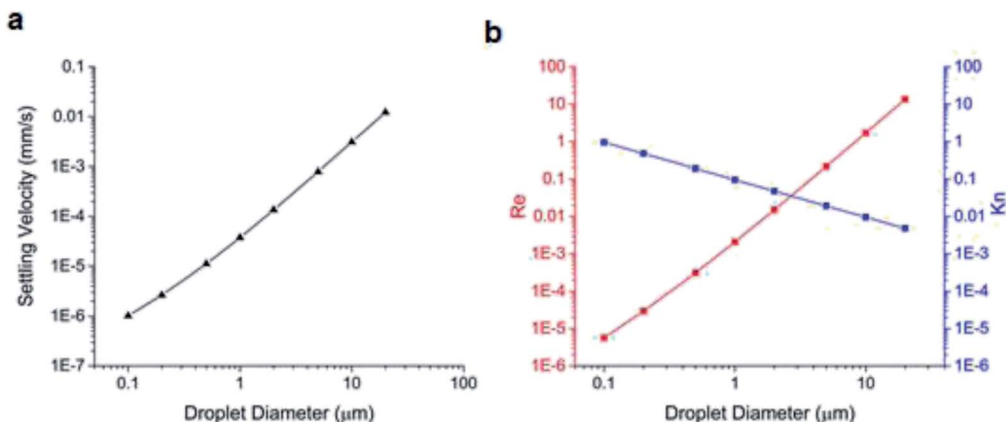 a
Settling Velocity (mm/s)
0.1
0.01
1E-3
1E-4
1E-5
1E-6
1E-7
0.1 1 10 100
Droplet Diameter (μm)
b
Re
100
10
1
0.1
0.01
1E-3
1E-4
1E-5
1E-6
0.1 1 10
Droplet Diameter (μm)
100
10
1
0.1
0.01
1E-3
1E-4
1E-5
1E-6
Kn